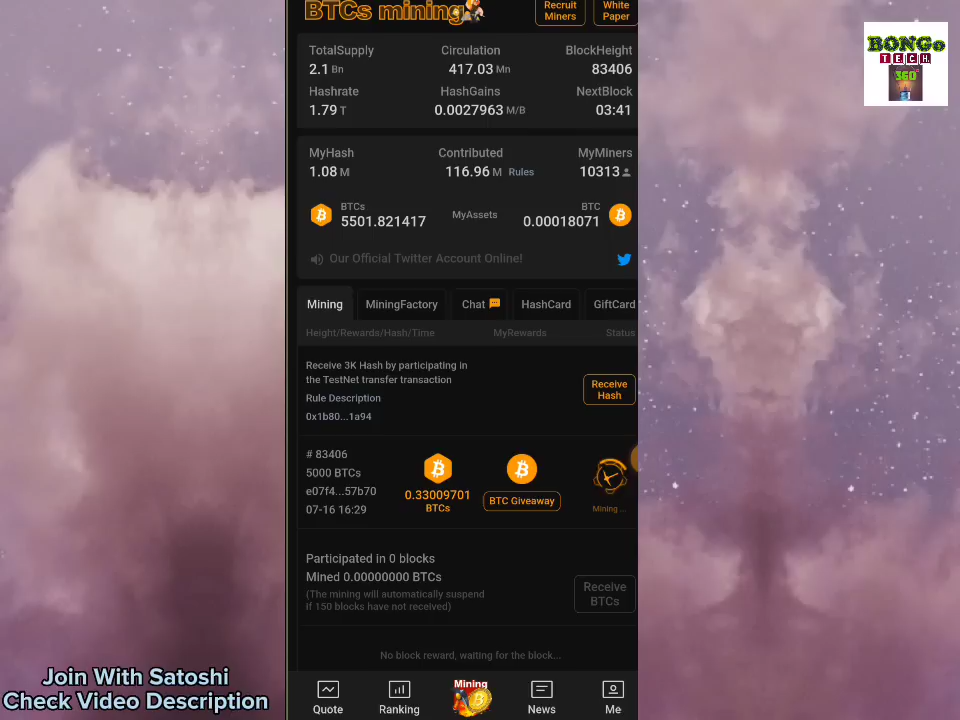 BTCs mining
Recruit
Miners
White
Paper
TotalSupply
Circulation
BlockHeight
2.1 Bn
417.03 Mn
83406
Hashrate
HashGains
NextBlock
1.79 T
0.0027963 M/B
03:41
MyHash
Contributed
MyMiners
1.08 M
116.96 M Rules
10313
BTCs
5501.821417
MyAssets
BTC
0.00018071
Our Official Twitter Account Online!
Mining
MiningFactory
Chat
HashCard
GiftCard
Height/Rewards/Hash/Time
MyRewards
Status
Receive 3K Hash by participating in
the TestNet transfer transaction
Rule Description
0x1b80...1a94
Receive
Hash
# 83406
5000 BTCs
e07f4...57b70
07-16 16:29
0.33009701
BTCs
BTC Giveaway
Mining ...
Participated in 0 blocks
Mined 0.00000000 BTCs
(The mining will automatically suspend
if 150 blocks have not received)
Receive
BTCs
No block reward, waiting for the block...
Quote
Ranking
Mining
News
Me
BONGo
TECH
360°
Join With Satoshi
Check Video Description